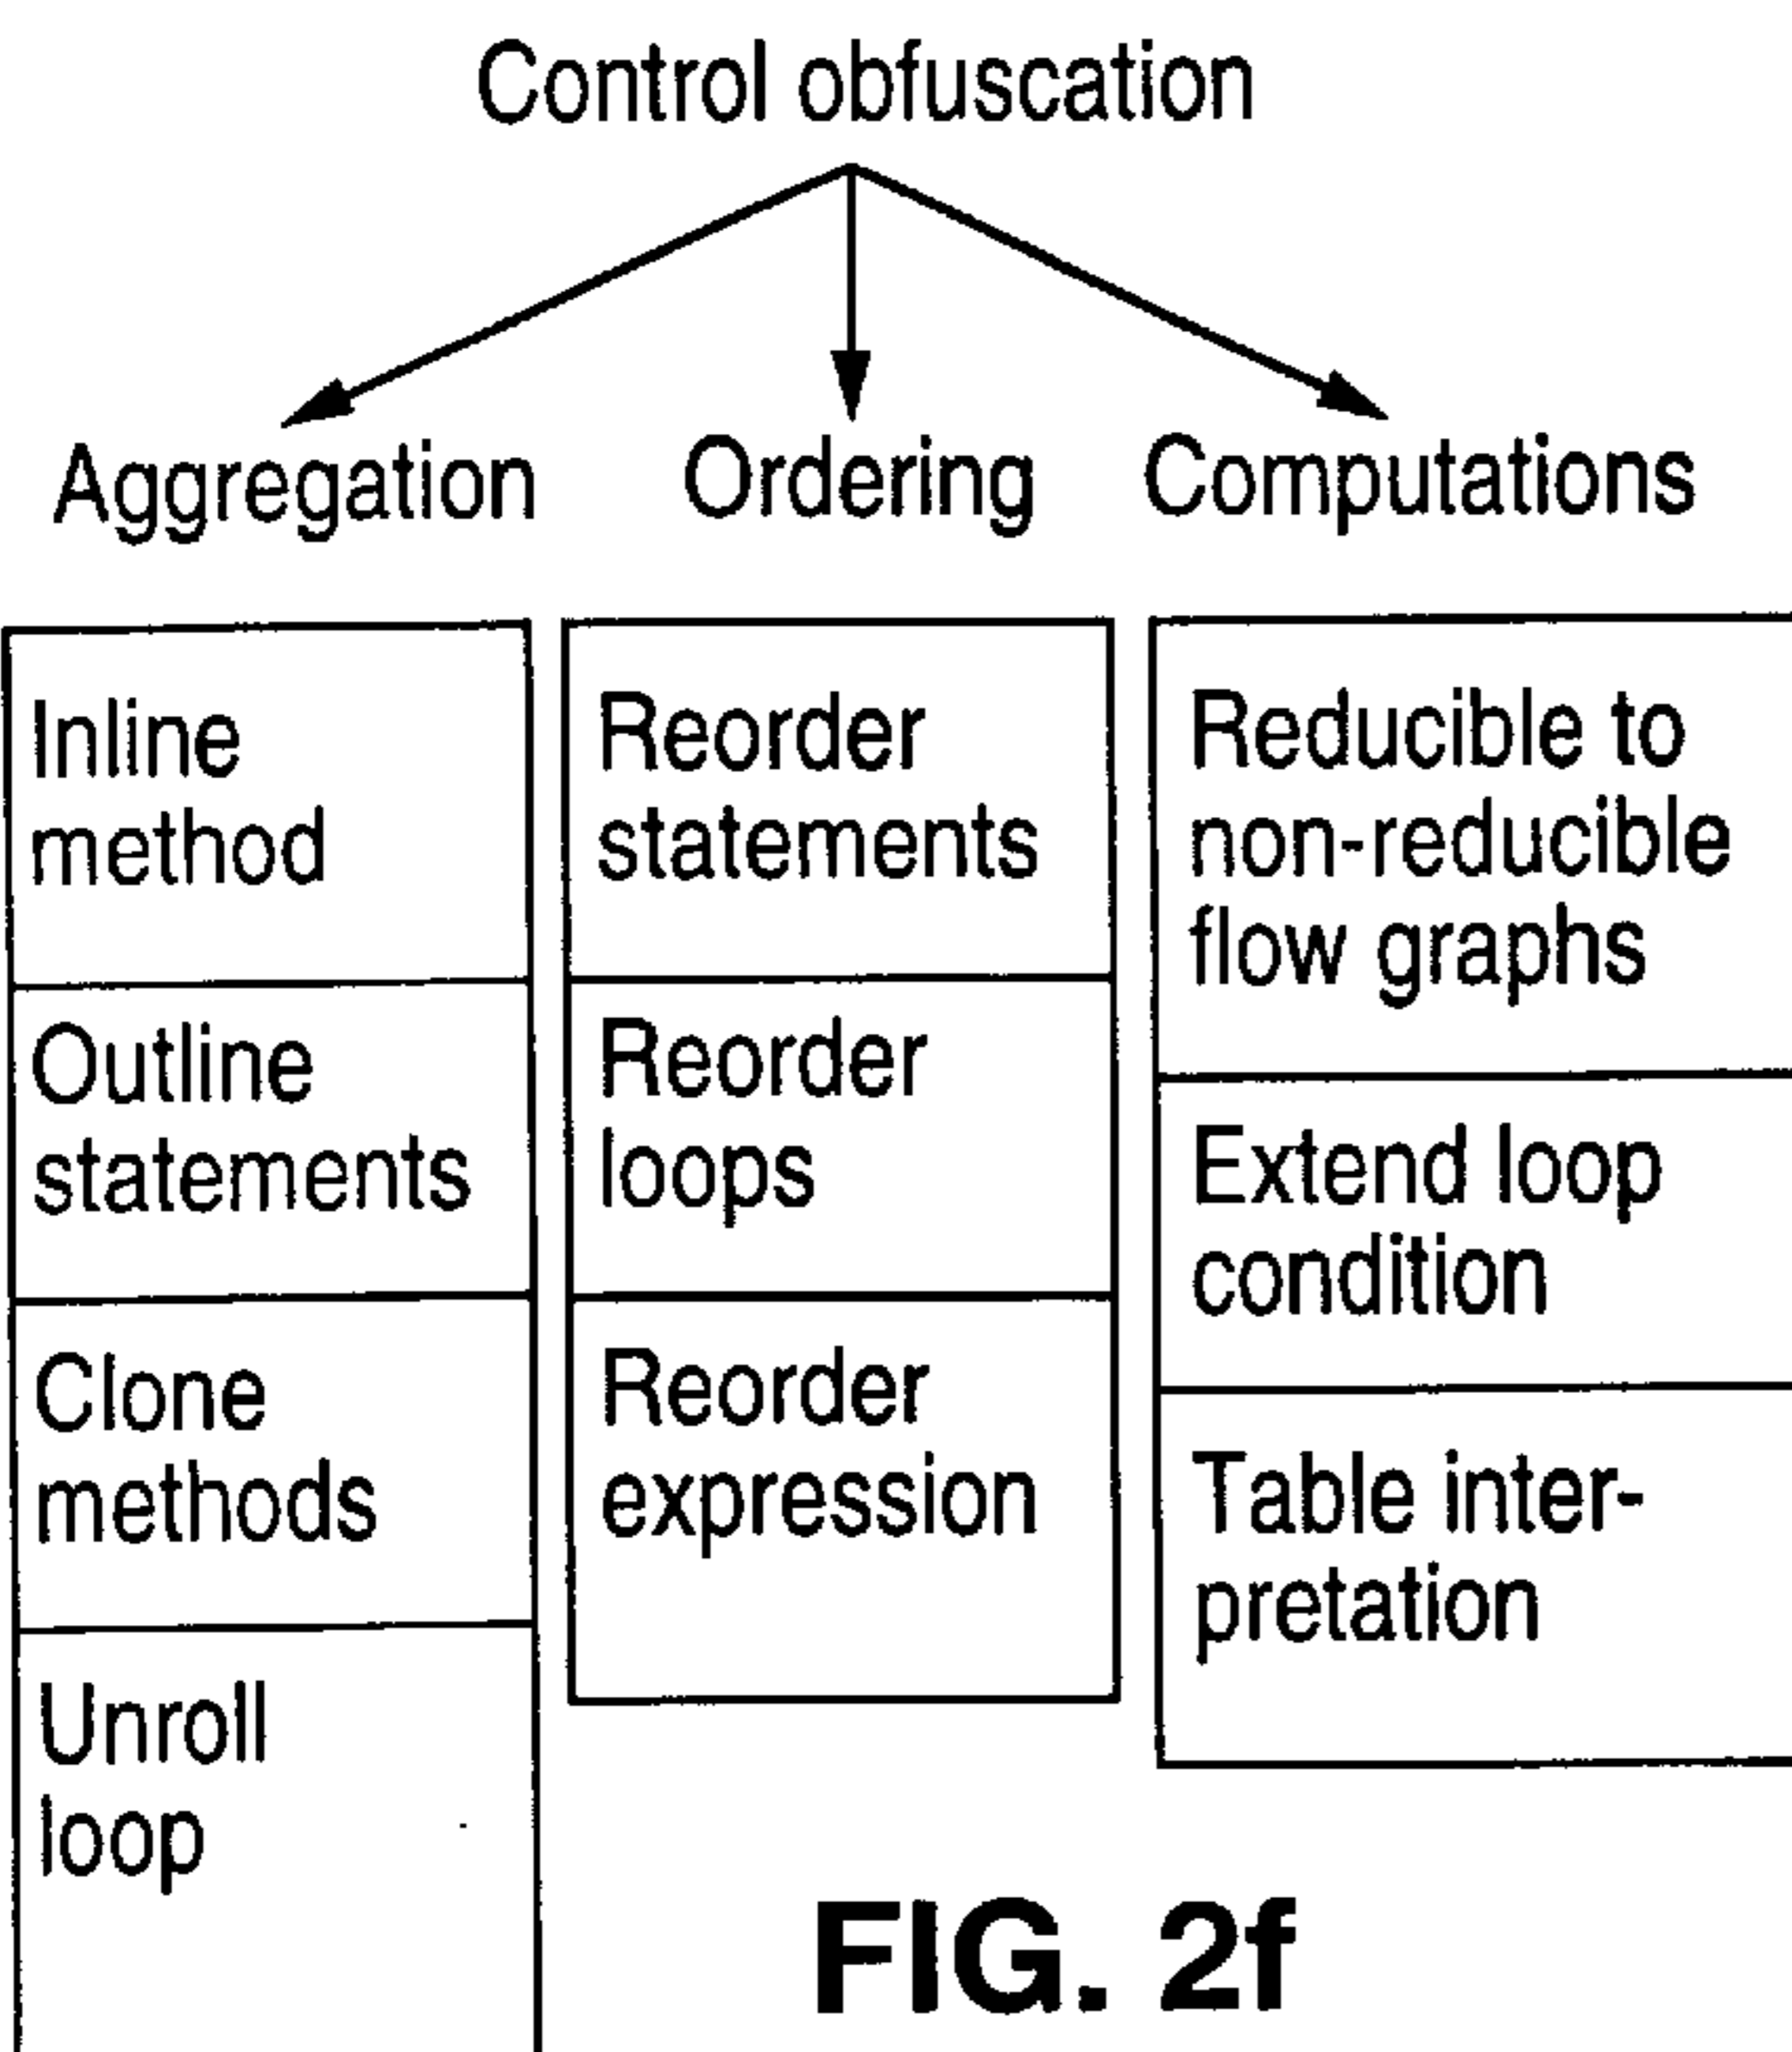 Control obfuscation
Aggregation
Ordering
Computations
Inline
method
Outline
statements
Clone
methods
Unroll
loop
Reorder
statements
Reorder
loops
Reorder
expression
Reducible to
non-reducible
flow graphs
Extend loop
condition
Table inter-
pretation
FIG. 2f